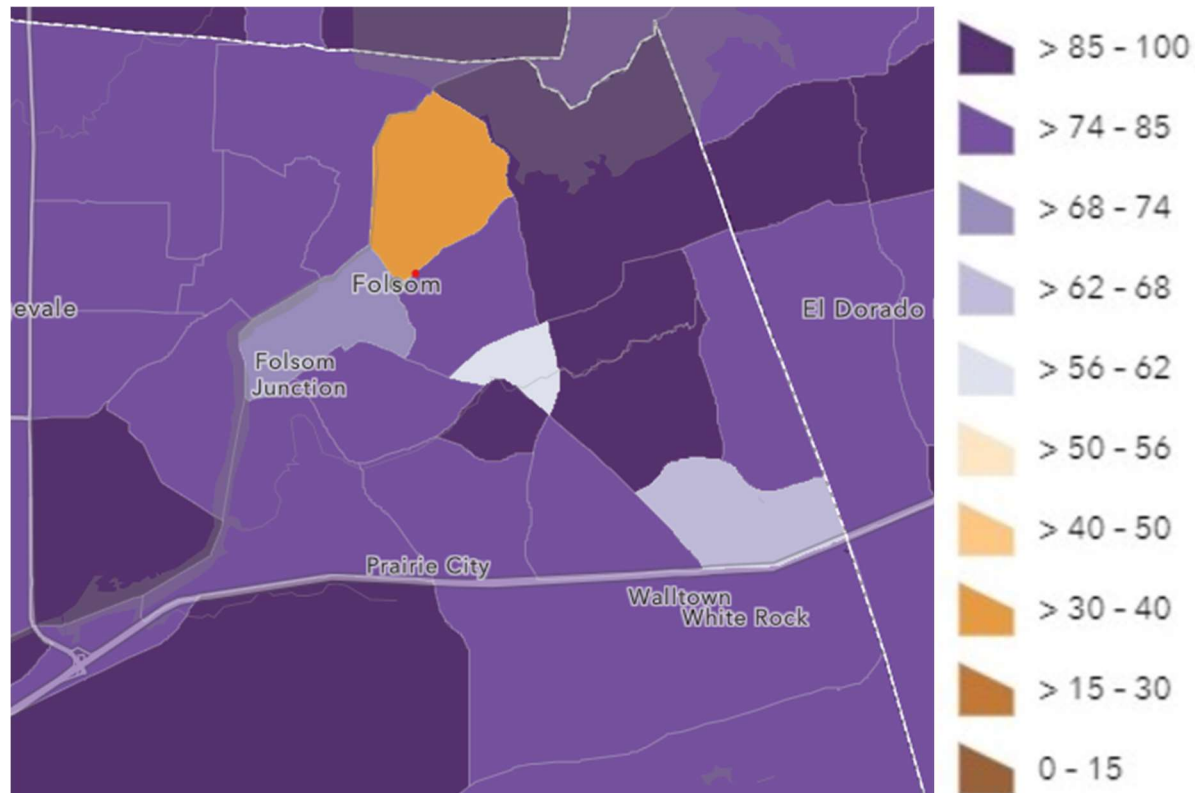 Folsom
evale
El Dorado
Folsom
Junction
Prairie City
Walltown
White Rock
> 85 - 100
> 74 - 85
> 68 - 74
> 62 - 68
> 56 - 62
> 50 - 56
> 40 - 50
> 30 - 40
> 15 - 30
0 - 15